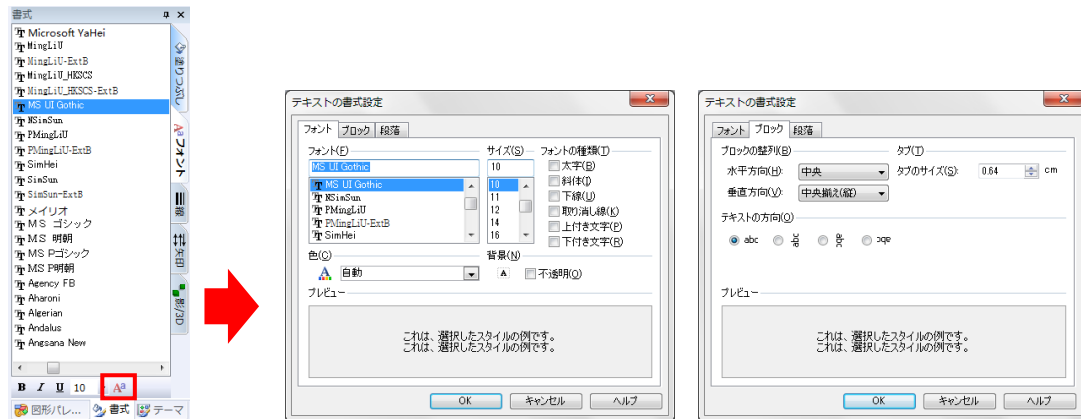 書式
Microsoft YaHei
MingLiU
MingLiU-ExtB
MingLiU_HKSCS
MingLiU_HKSCS-ExtB
MS UI Gothic
NSimSun
PMingLiU
PMingLiU-ExtB
SimHei
SimSun
SimSun-ExtB
メイリオ
MS ゴシック
MS 明朝
MS Pゴシック
MS P明朝
Agency FB
Aharoni
Algerian
Andalus
Angsana New
塗りつぶし
Aa フォント
線
矢印
影/3D
B I U 10 Aa
図形パレ... 書式 テーマ
テキストの書式設定
フォント ブロック 段落
フォント(F) サイズ(S) フォントの種類(T)
MS UI Gothic 10 太字(B)
MS UI Gothic 10 斜体(I)
NSimSun 11 下線(U)
PMingLiU 12 取り消し線(K)
PMingLiU-ExtB 14 上付き文字(P)
SimHei 16 下付き文字(R)
色(C) 背景(N)
A 自動 A 不透明(O)
プレビュー
これは、選択したスタイルの例です。
これは、選択したスタイルの例です。
OK キャンセル ヘルプ
テキストの書式設定
フォント ブロック 段落
ブロックの整列(B) タブ(T)
水平方向(H): 中央 タブのサイズ(S): 0.64 cm
垂直方向(V): 中央揃え(縦)
テキストの方向(O)
abc abc abc abc
プレビュー
これは、選択したスタイルの例です。
これは、選択したスタイルの例です。
OK キャンセル ヘルプ